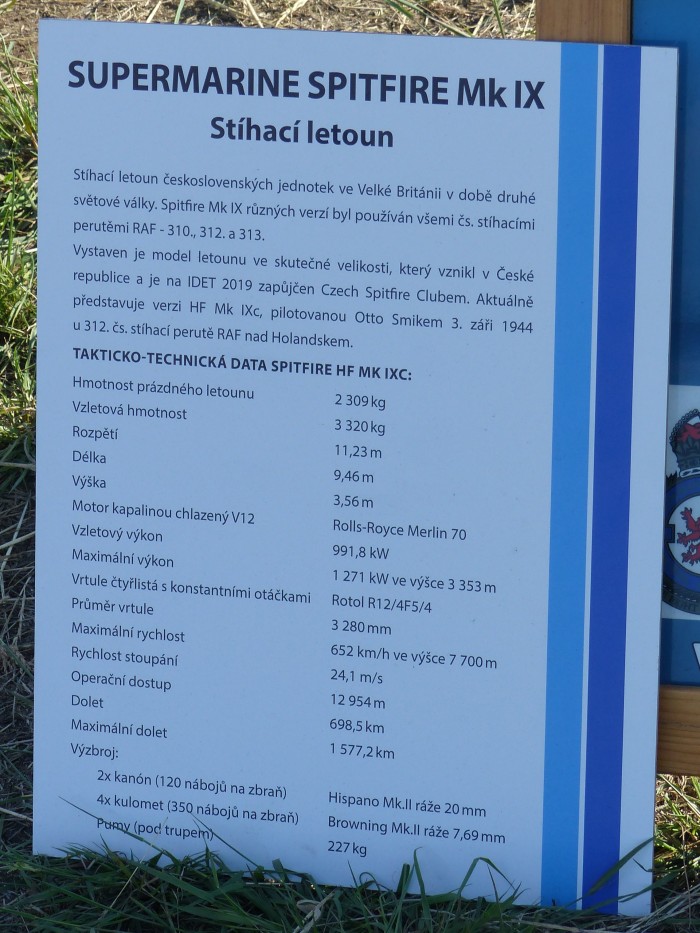 SUPERMARINE SPITFIRE Mk IX
Stíhací letoun
Stíhací letoun československých jednotek ve Velké Británii v době druhé
světové války. Spitfire Mk IX různých verzí byl používán všemi čs. stíhacími
perutěmi RAF - 310., 312. a 313.
Vystaven je model letounu ve skutečné velikosti, který vznikl v České
republice a je na IDET 2019 zapůjčen Czech Spitfire Clubem. Aktuálně
představuje verzi HF Mk IXc, pilotovanou Otto Smikem 3. září 1944
u 312. čs. stíhací perutě RAF nad Holandskem.
TAKTICKO-TECHNICKÁ DATA SPITFIRE HF MK IXC:
Hmotnost prázdného letounu 2 309 kg
Vzletová hmotnost 3 320 kg
Rozpětí 11,23 m
Délka 9,46 m
Výška 3,56 m
Motor kapalinou chlazený V12 Rolls-Royce Merlin 70
Vzletový výkon 991,8 kW
Maximální výkon 1 271 kW ve výšce 3 353 m
Vrtule čtyřlistá s konstantními otáčkami Rotol R12/4F5/4
Průměr vrtule 3 280 mm
Maximální rychlost 652 km/h ve výšce 7 700 m
Rychlost stoupání 24,1 m/s
Operační dostup 12 954 m
Dolet 698,5 km
Maximální dolet 1 577,2 km
Výzbroj:
2x kanón (120 nábojů na zbraň) Hispano Mk.II ráže 20 mm
4x kulomet (350 nábojů na zbraň) Browning Mk.II ráže 7,69 mm
Pumy (pod trupem) 227 kg